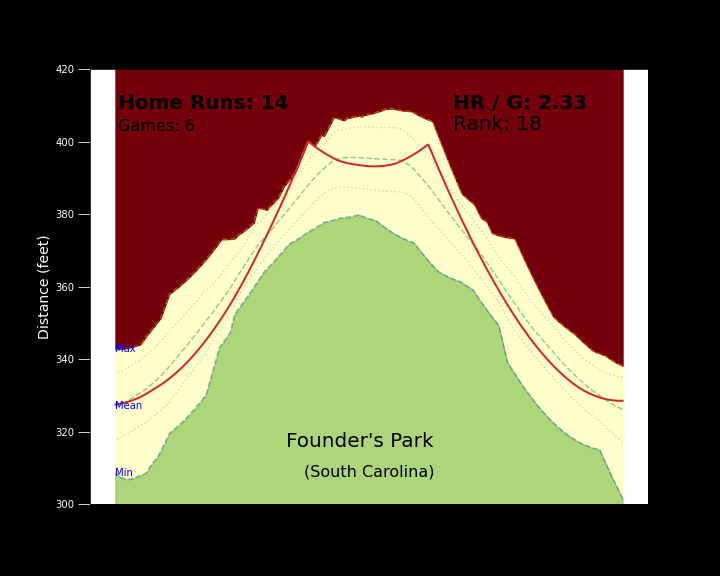 420
400
380
360
340
320
300
Distance (feet)
Home Runs: 14
Games: 6
HR / G: 2.33
Rank: 18
Max
Mean
Min
Founder's Park
(South Carolina)